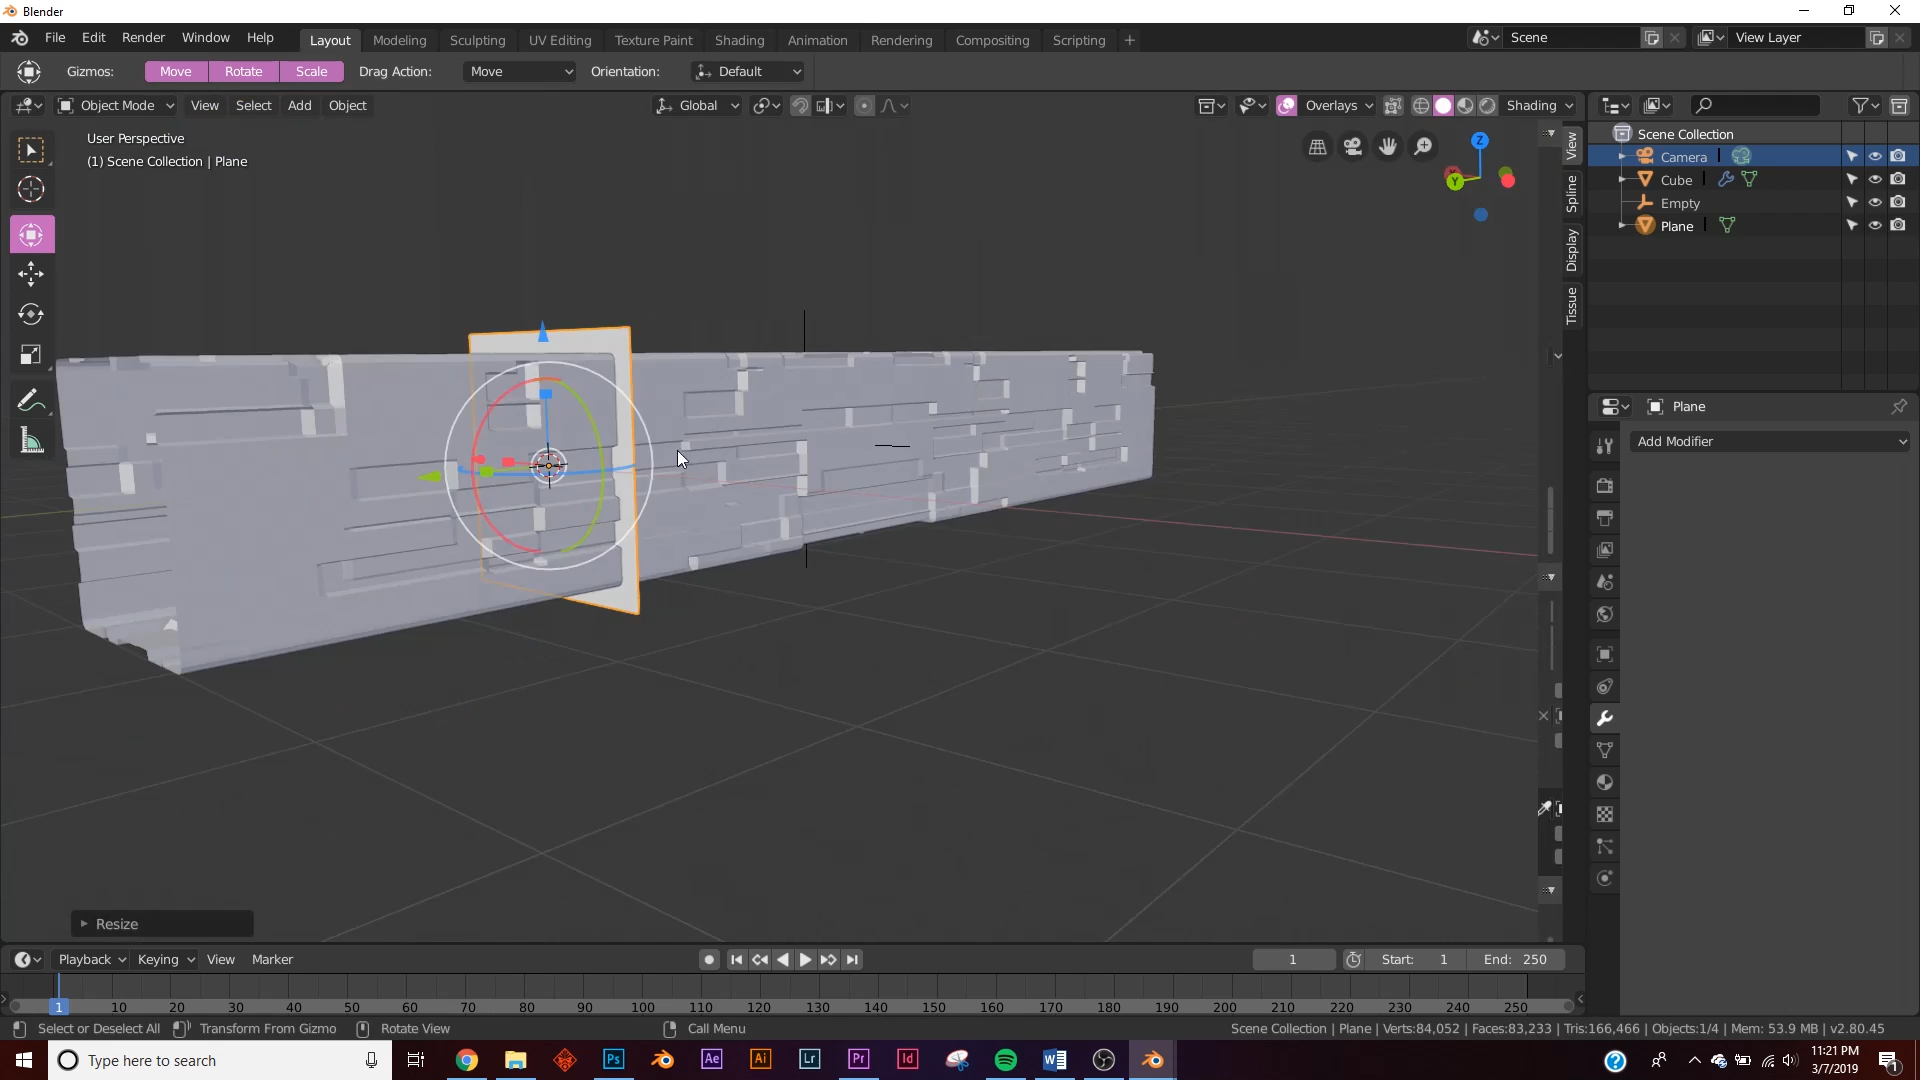 Blender
File Edit Render Window Help Layout Modeling Sculpting UV Editing Texture Paint Shading Animation Rendering Compositing Scripting + Scene View Layer
Gizmos: Move Rotate Scale Drag Action: Move Orientation: Default
Object Mode View Select Add Object Global Overlays Shading
User Perspective
(1) Scene Collection | Plane
Z
Y
View
Spline
Display
Tissue
Scene Collection
Camera
Cube
Empty
Plane
Plane
Add Modifier
Resize
Playback Keying View Marker 1 Start: 1 End: 250
1 10 20 30 40 50 60 70 80 90 100 110 120 130 140 150 160 170 180 190 200 210 220 230 240 250
Select or Deselect All Transform From Gizmo Rotate View Call Menu Scene Collection | Plane | Verts:84,052 | Faces:83,233 | Tris:166,466 | Objects:1/4 | Mem: 53.9 MB | v2.80.45
Type here to search Ps Ae Ai Lr Pr Id 11:21 PM
3/7/2019 1